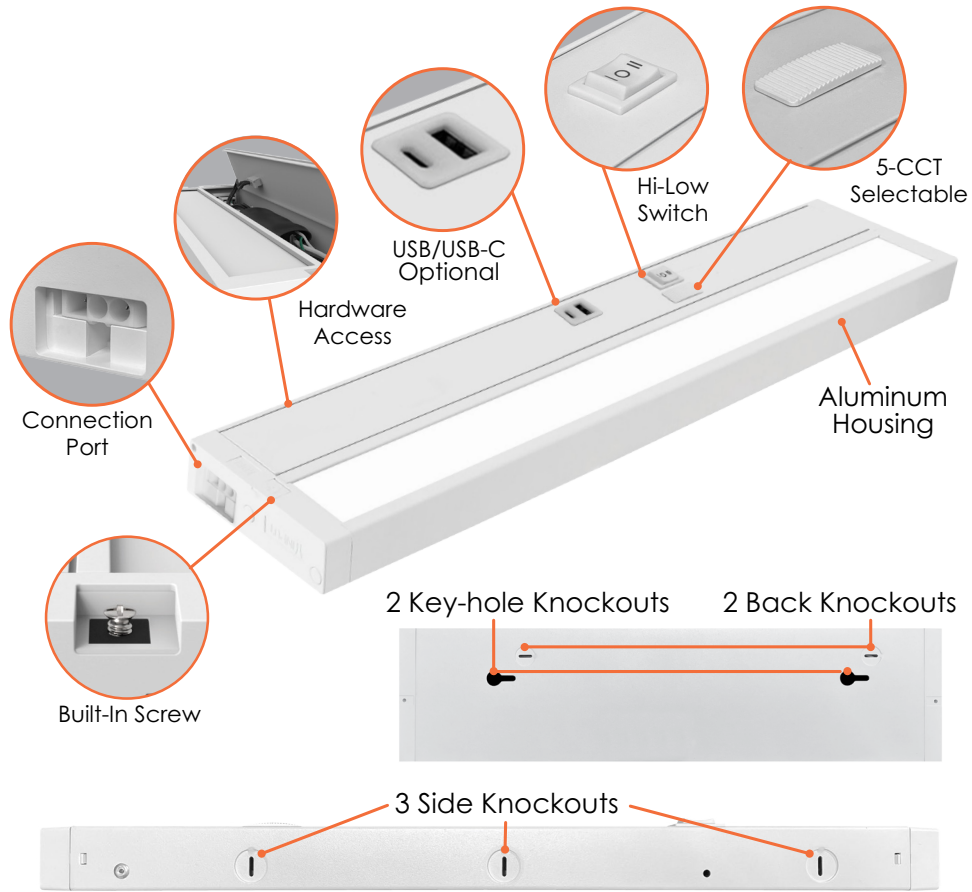 5-CCT
Selectable
Hi-Low
Switch
USB/USB-C
Optional
Hardware
Access
Connection
Port
Aluminum
Housing
Built-In Screw
2 Key-hole Knockouts
2 Back Knockouts
3 Side Knockouts